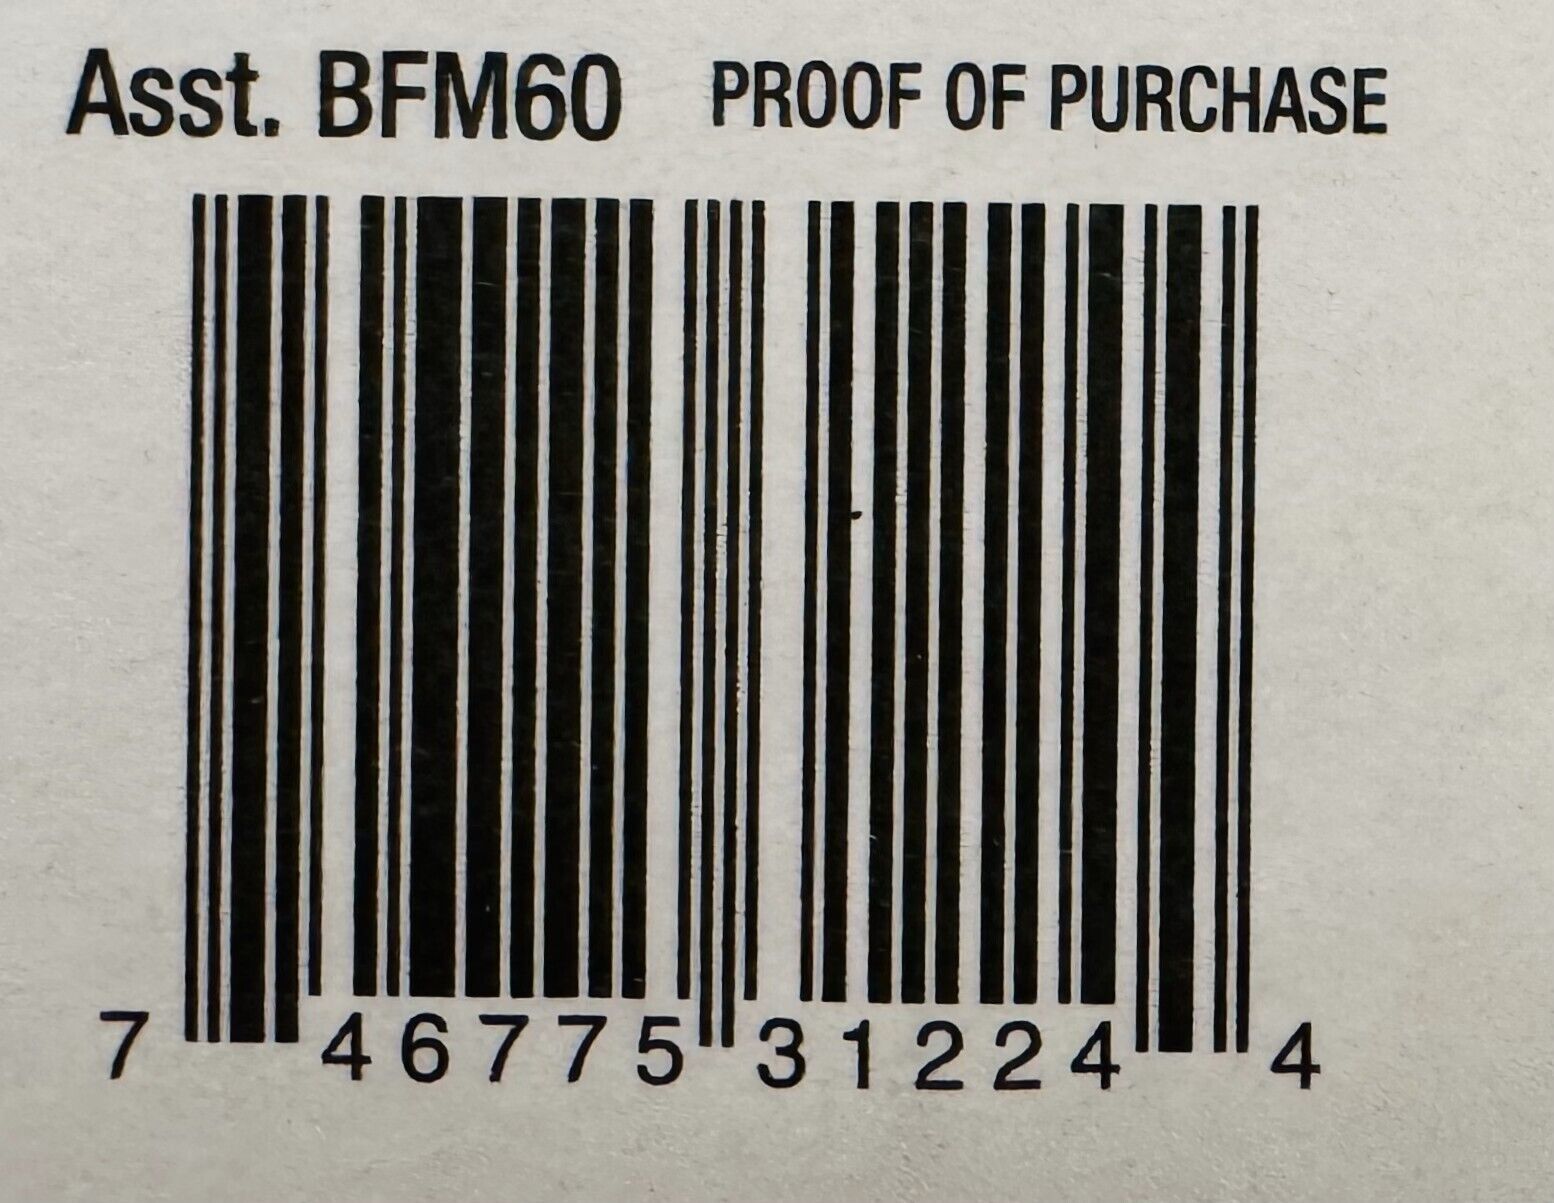 Asst. BFM60 PROOF OF PURCHASE
7 46775 31224 4